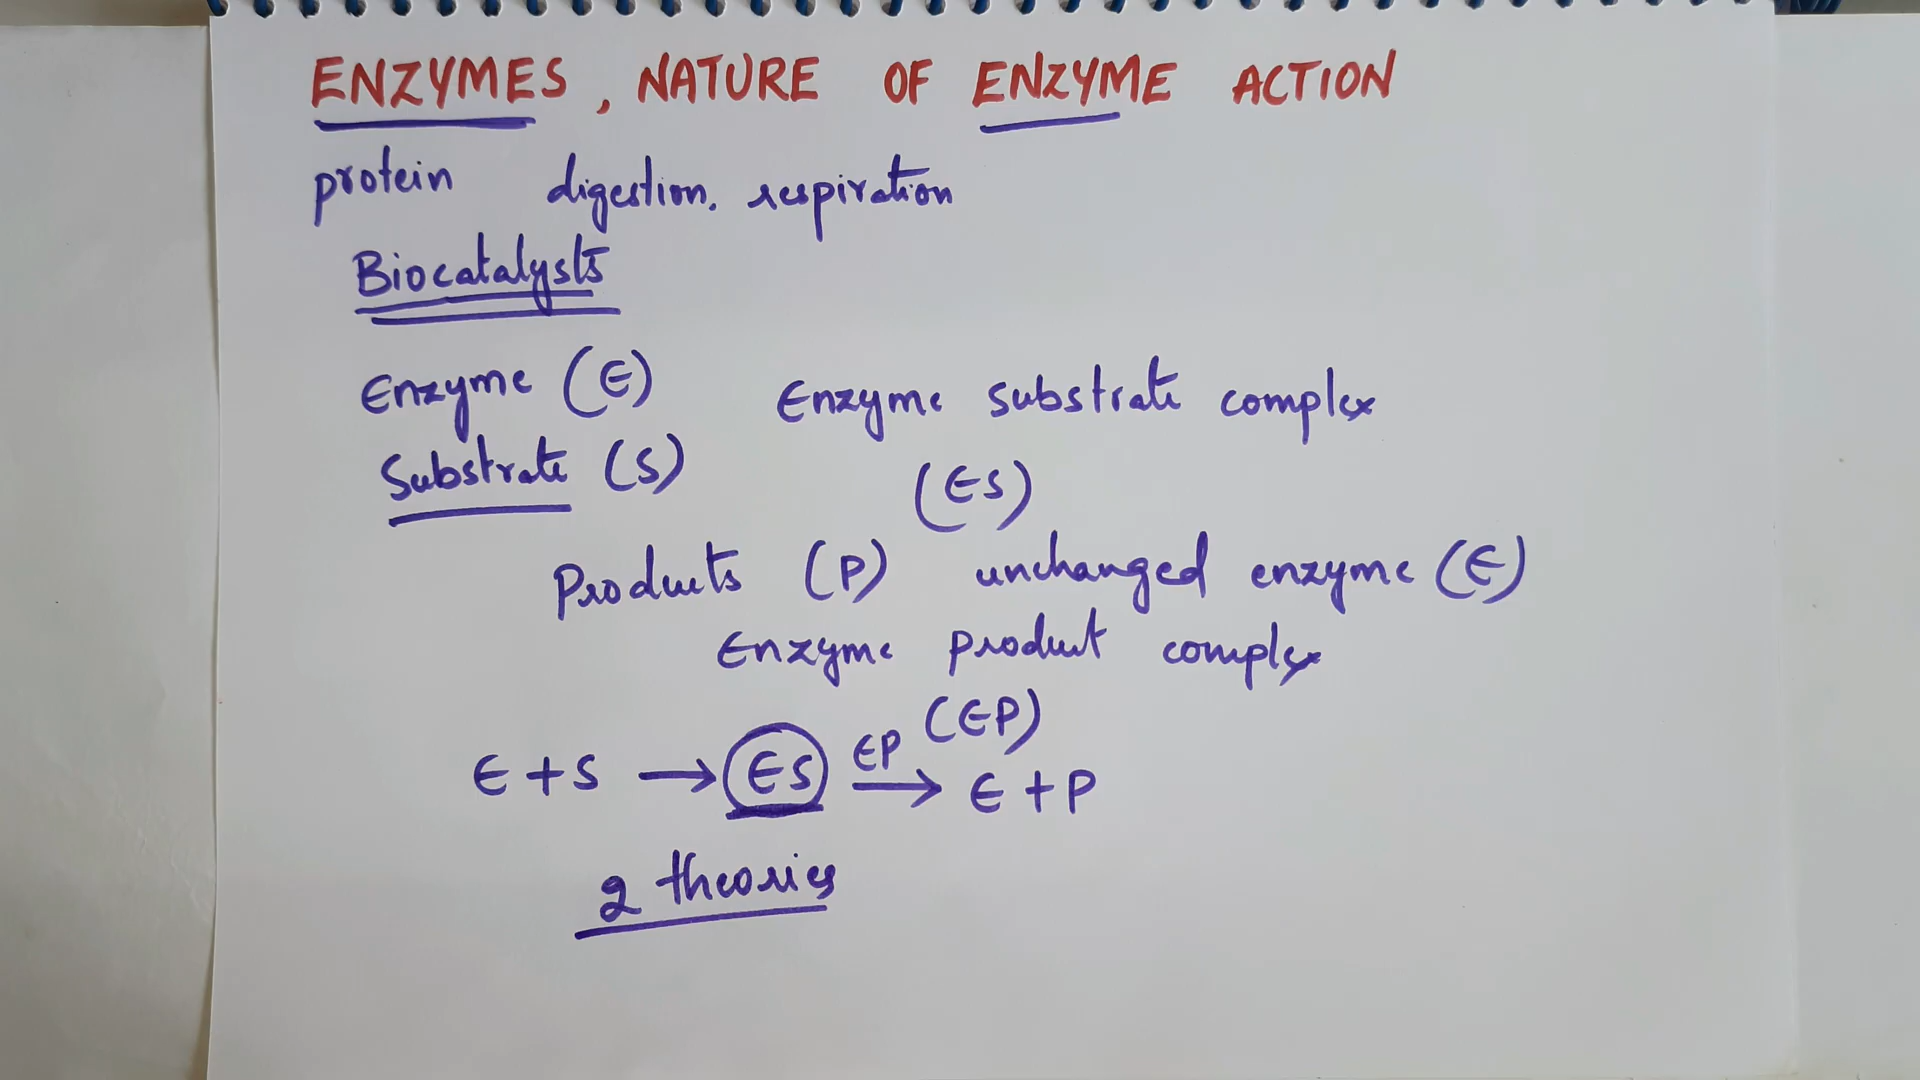 ENZYMES, NATURE OF ENZYME ACTION
protein digestion, respiration
Biocatalysts
Enzyme (E) Enzyme substrate complex
Substrate (S) (ES)
Products (P) unchanged enzyme (E)
Enzyme product complex
(EP)
E + S → ES EP → E + P
2 theories